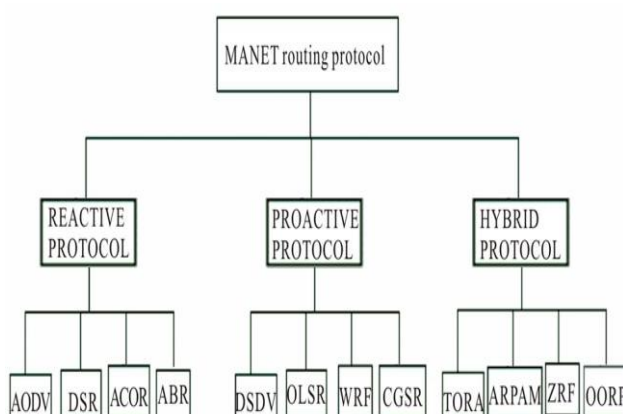 MANET routing protocol
REACTIVE
PROTOCOL
PROACTIVE
PROTOCOL
HYBRID
PROTOCOL
AODV
DSR
ACOR
ABR
DSDV
OLSR
WRF
CGSR
TORA
ARPAM
ZRF
OORP